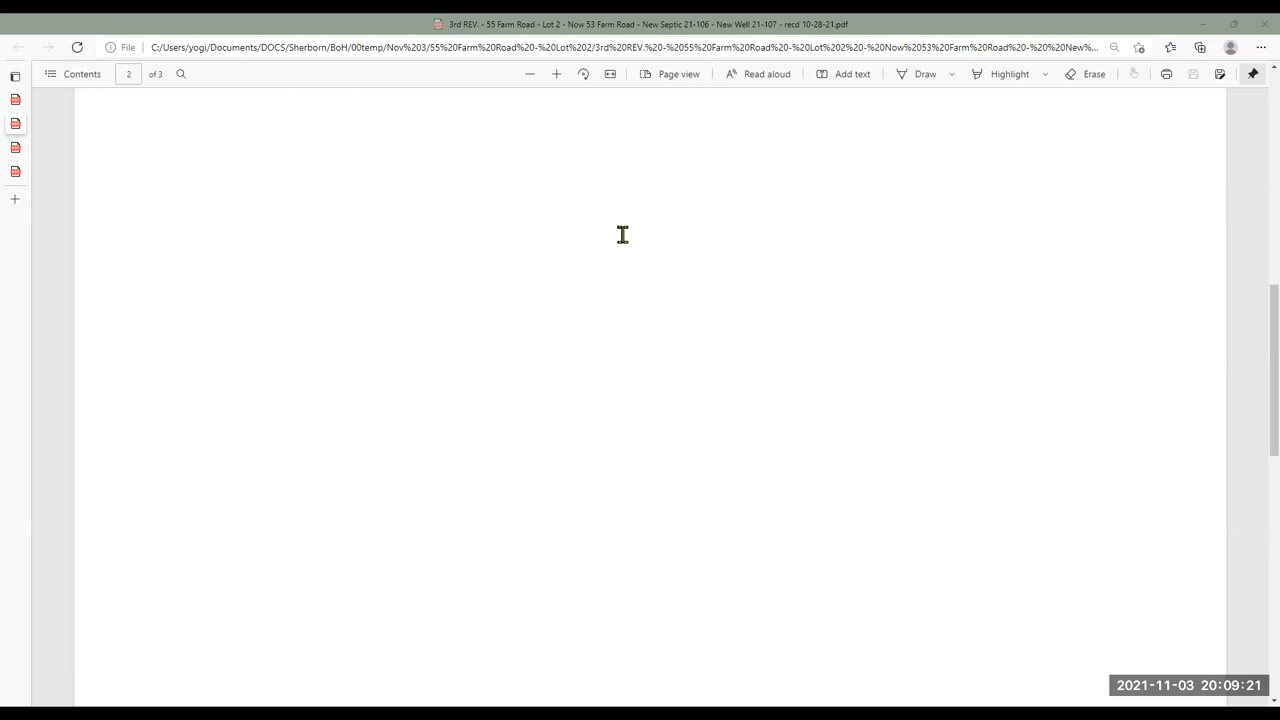 3rd REV. - 55 Farm Road - Lot 2 - Now 53 Farm Road - New Septic 21-106 - New Well 21-107 - recd 10-28-21.pdf
File C:/Users/yogi/Documents/DOCS/Sherborn/BoH/00temp/Nov%203/55%20Farm%20Road%20-%20Lot%202/3rd%20REV.%20-%2055%20Farm%20Road%20-%20Lot%202%20-%20Now%2053%20Farm%20Road%20-%20%20New%...
Contents 2 of 3 Page view Read aloud Add text Draw Highlight Erase
2021-11-03 20:09:21